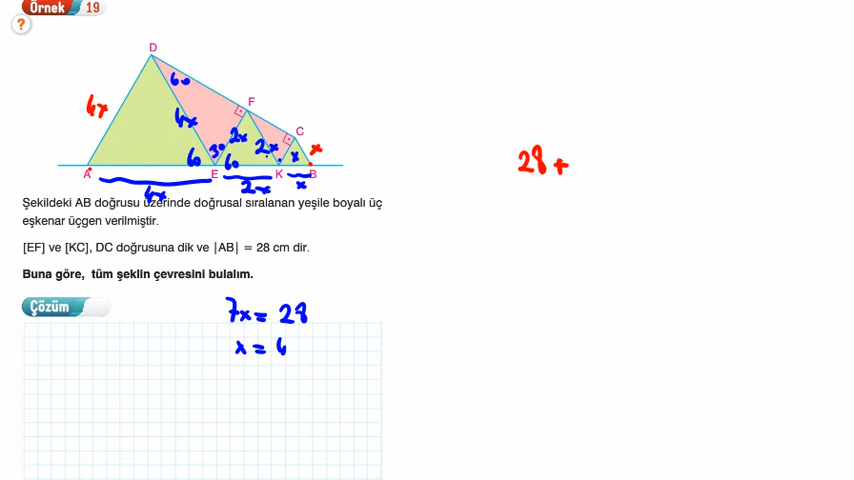 Örnek 19
?
D
60
4x
F
4x
2x
C
30
2x
x
60
60
x
A
E
K
B
4x
2x
x
28 +
Şekildeki AB doğrusu üzerinde doğrusal sıralanan yeşile boyalı üç
eşkenar üçgen verilmiştir.
[EF] ve [KC], DC doğrusuna dik ve |AB| = 28 cm dir.
Buna göre, tüm şeklin çevresini bulalım.
Çözüm
7x = 28
x = 4